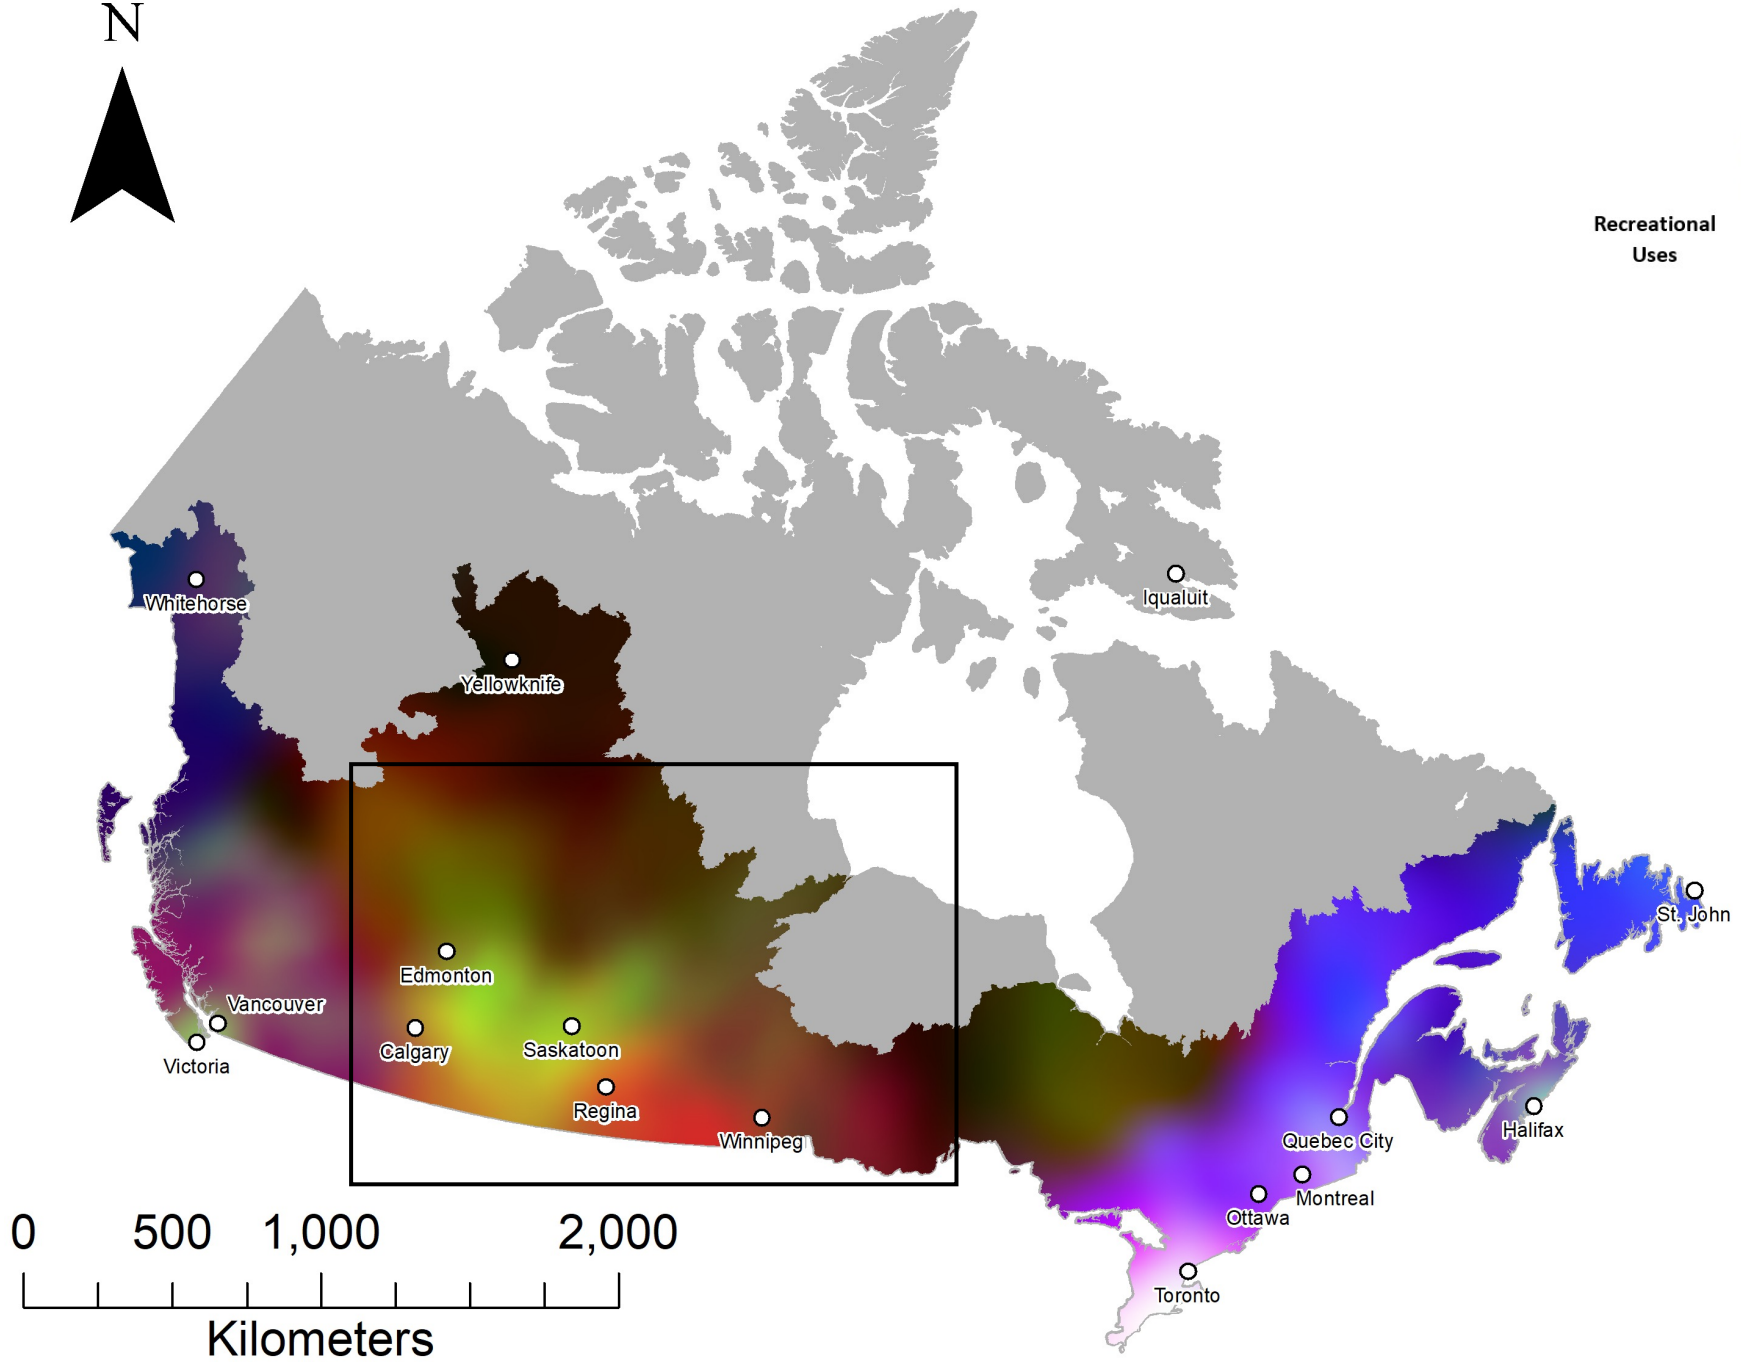 N
Recreational
Uses
Whitehorse
Yellowknife
Iqualuit
St. John
Edmonton
Vancouver
Calgary
Saskatoon
Victoria
Regina
Winnipeg
Halifax
Quebec City
Montreal
Ottawa
Toronto
0 500 1,000 2,000
Kilometers